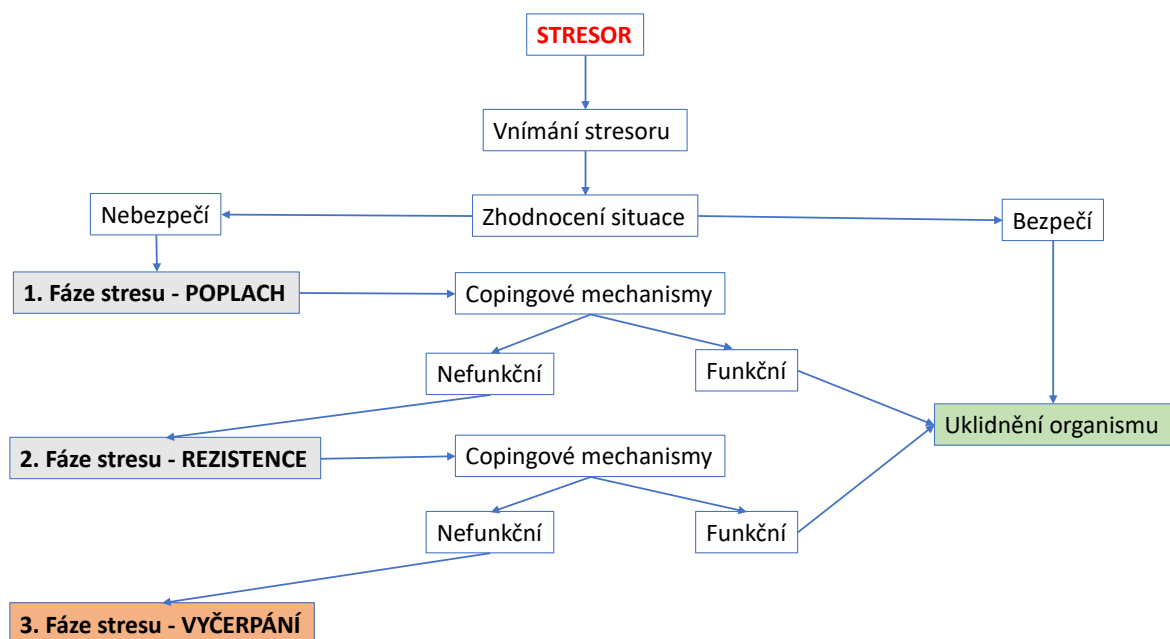 STRESOR
Vnímání stresoru
Nebezpečí
Zhodnocení situace
Bezpečí
1. Fáze stresu - POPLACH
Copingové mechanismy
Nefunkční
Funkční
Uklidnění organismu
2. Fáze stresu - REZISTENCE
Copingové mechanismy
Nefunkční
Funkční
3. Fáze stresu - VYČERPÁNÍ